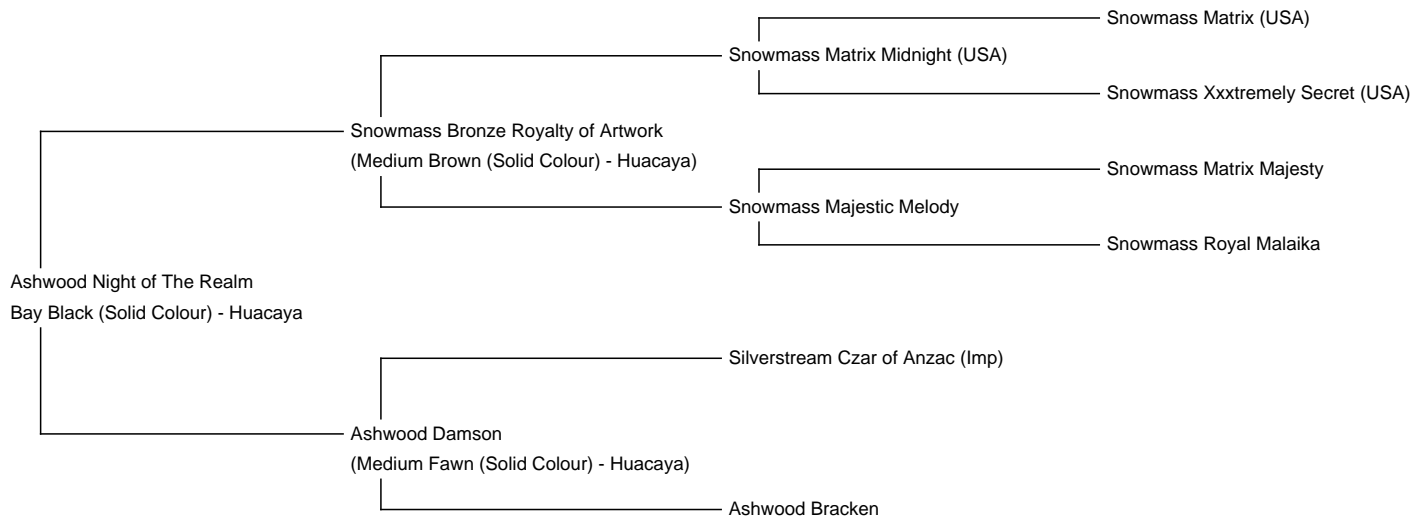 Snowmass Matrix (USA)
Snowmass Matrix Midnight (USA)
Snowmass Xxxtremely Secret (USA)
Snowmass Bronze Royalty of Artwork
(Medium Brown (Solid Colour) - Huacaya)
Snowmass Matrix Majesty
Snowmass Majestic Melody
Snowmass Royal Malaika
Ashwood Night of The Realm
Bay Black (Solid Colour) - Huacaya
Silverstream Czar of Anzac (Imp)
Ashwood Damson
(Medium Fawn (Solid Colour) - Huacaya)
Ashwood Bracken